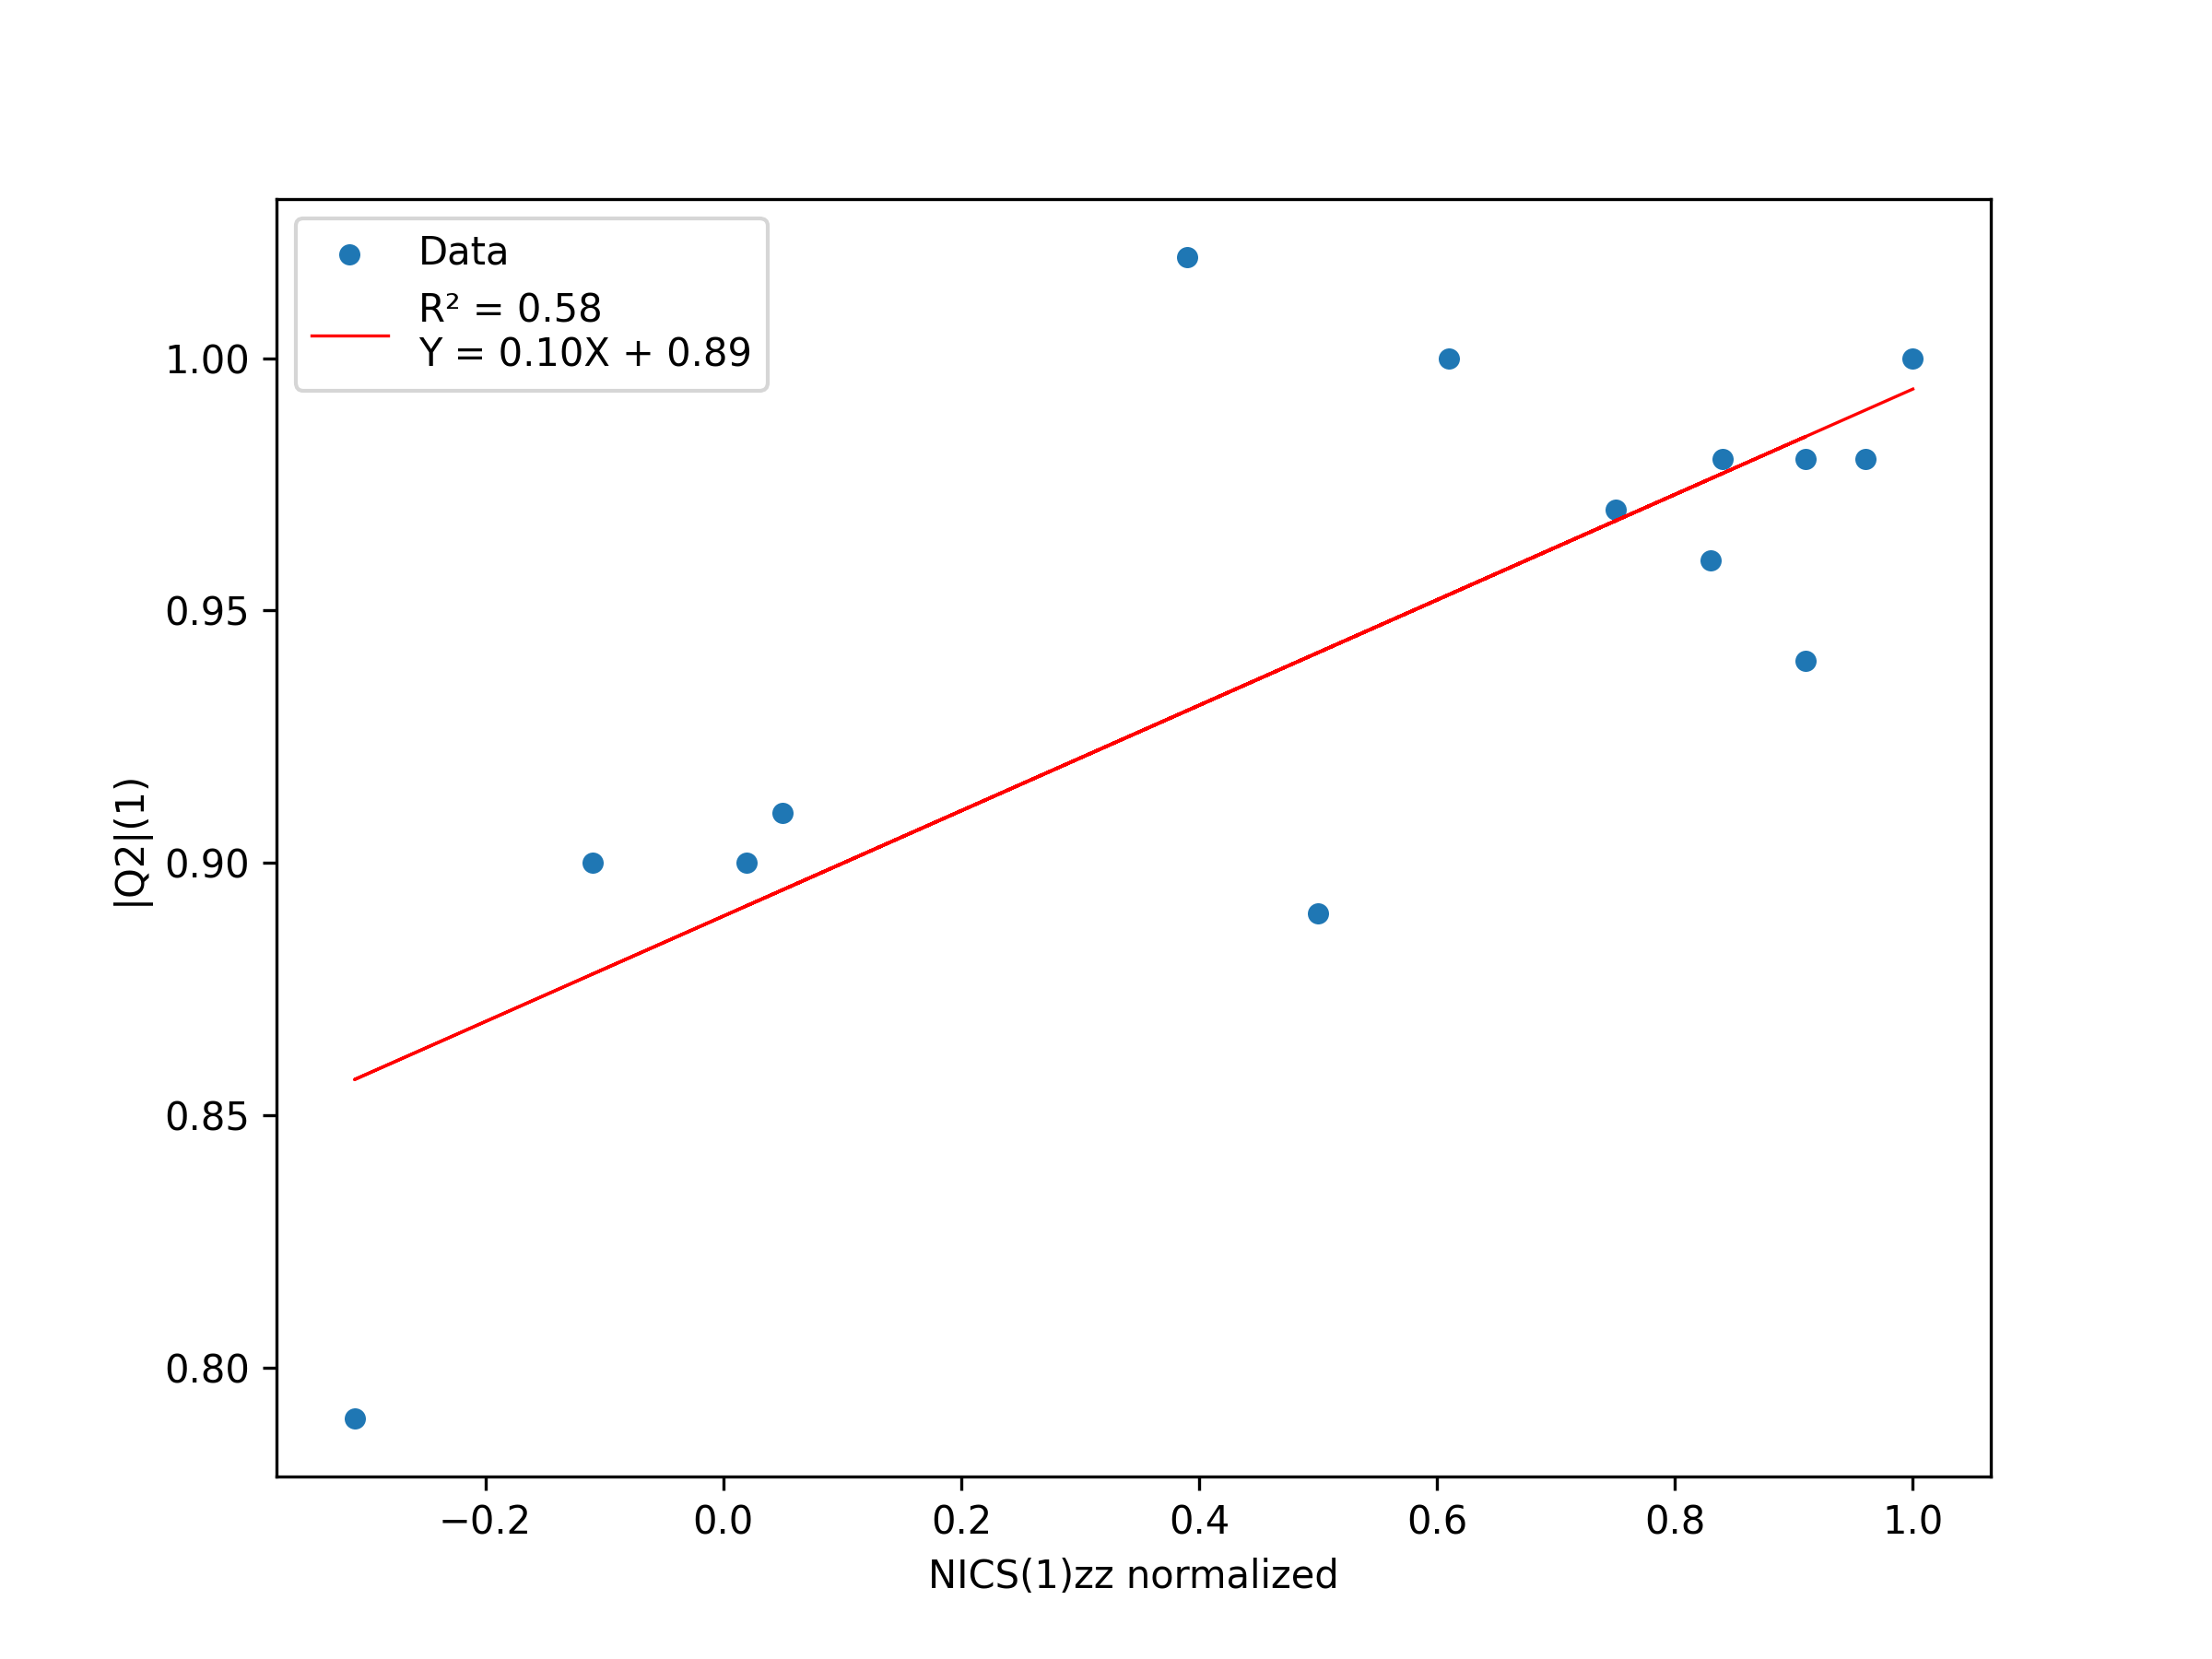 Data
R² = 0.58
Y = 0.10X + 0.89
1.00
0.95
0.90
0.85
0.80
|Q2|(1)
−0.2 0.0 0.2 0.4 0.6 0.8 1.0
NICS(1)zz normalized